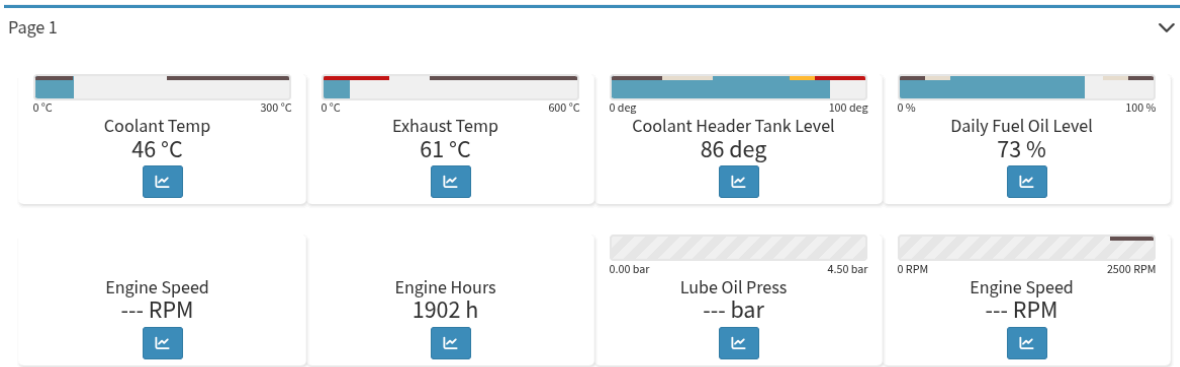 Page 1
0 °C 300 °C
Coolant Temp
46 °C
0 °C 600 °C
Exhaust Temp
61 °C
0 deg 100 deg
Coolant Header Tank Level
86 deg
0 % 100 %
Daily Fuel Oil Level
73 %
Engine Speed
--- RPM
Engine Hours
1902 h
0.00 bar 4.50 bar
Lube Oil Press
--- bar
0 RPM 2500 RPM
Engine Speed
--- RPM